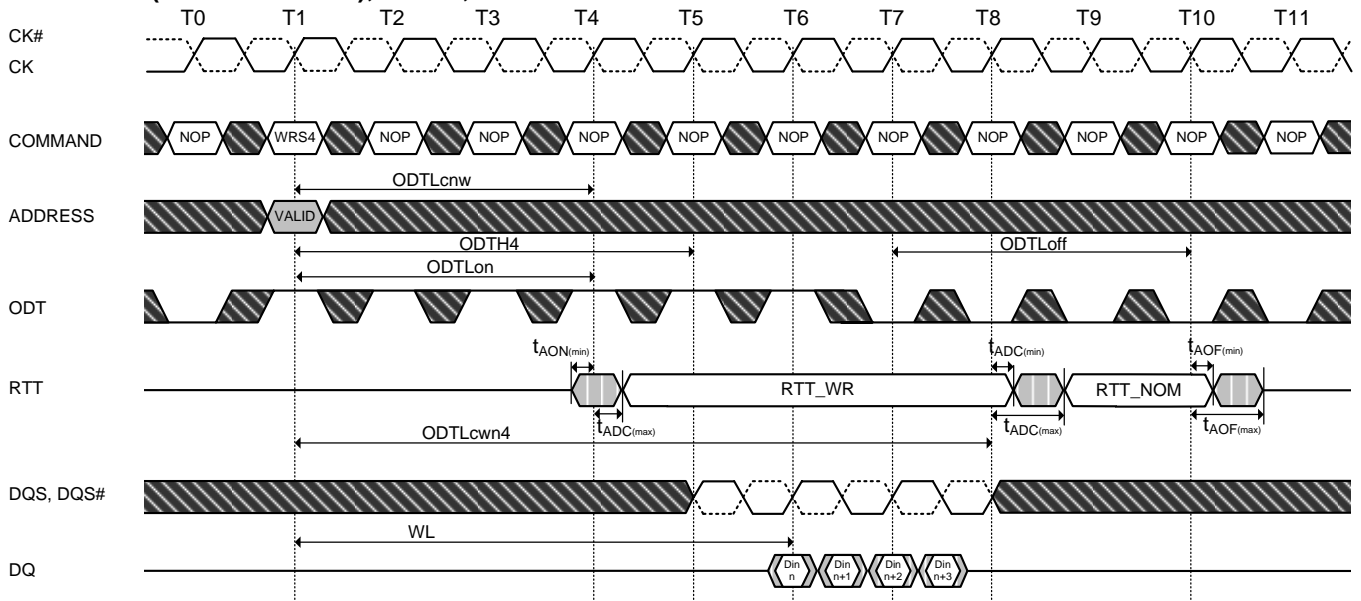 T0 T1 T2 T3 T4 T5 T6 T7 T8 T9 T10 T11
CK#
CK
COMMAND NOP WRS4 NOP NOP NOP NOP NOP NOP NOP NOP NOP NOP
ODTLcnw
ADDRESS VALID
ODTH4 ODTLoff
ODTLon
ODT
tAON(min) tADC(min) tAOF(min)
RTT RTT_WR RTT_NOM
tADC(max) tADC(max) tAOF(max)
ODTLcwn4
DQS, DQS#
WL
DQ Din n Din n+1 Din n+2 Din n+3